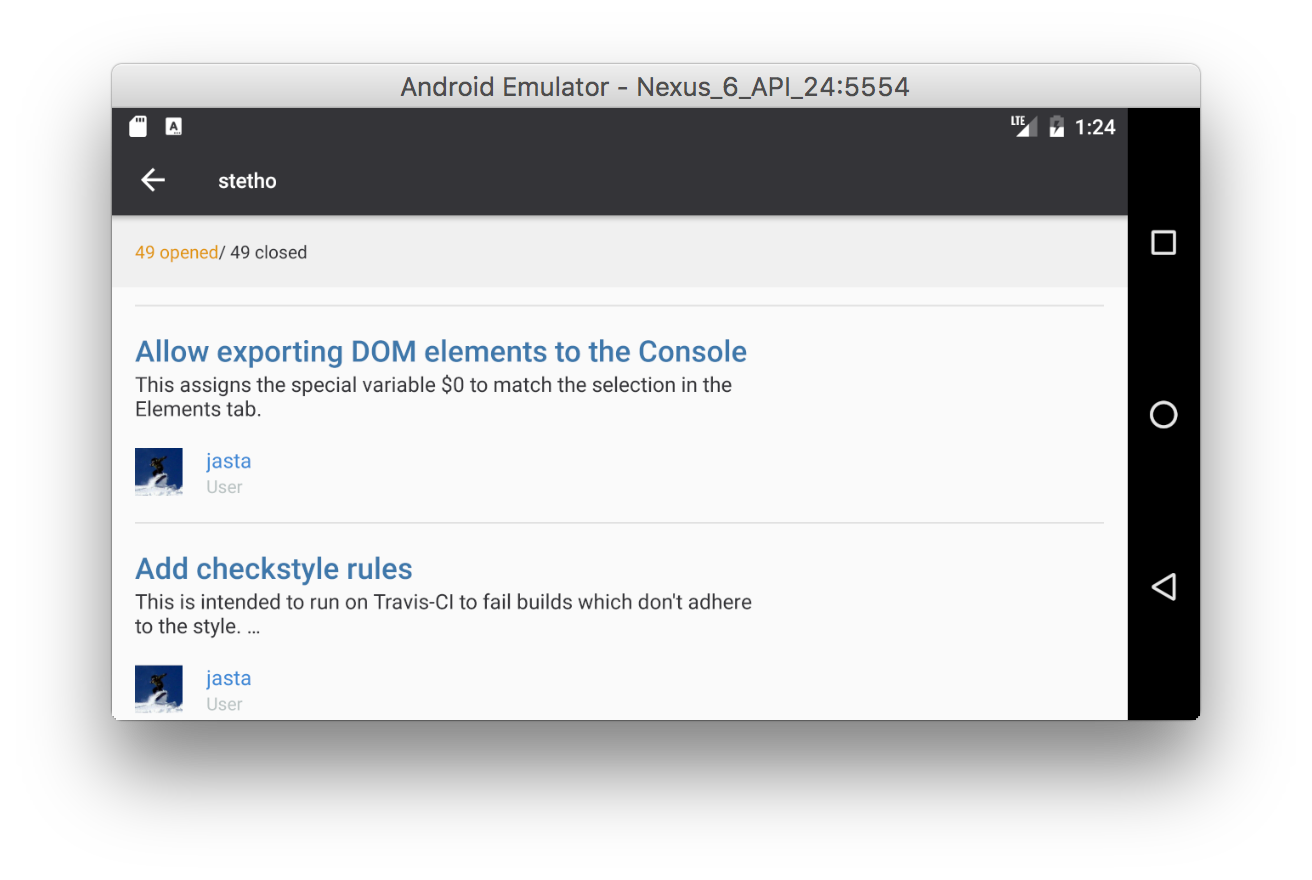 Android Emulator - Nexus_6_API_24:5554
A
LTE
1:24
stetho
49 opened/ 49 closed
Allow exporting DOM elements to the Console
This assigns the special variable $0 to match the selection in the
Elements tab.
jasta
User
Add checkstyle rules
This is intended to run on Travis-CI to fail builds which don't adhere
to the style. …
jasta
User